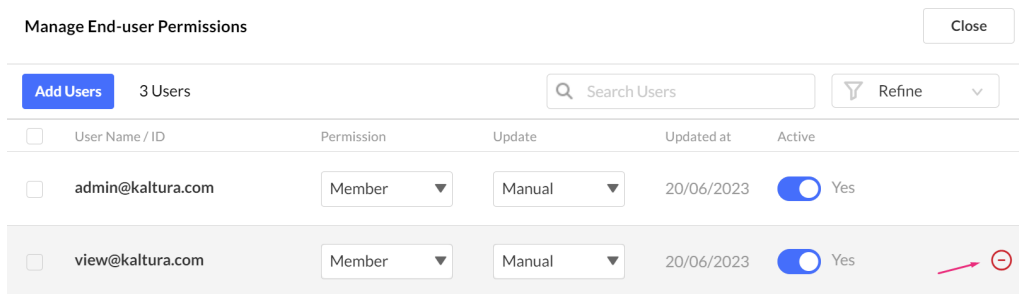 Manage End-user Permissions Close
Add Users 3 Users Search Users Refine
User Name / ID Permission Update Updated at Active
admin@kaltura.com Member Manual 20/06/2023 Yes
view@kaltura.com Member Manual 20/06/2023 Yes